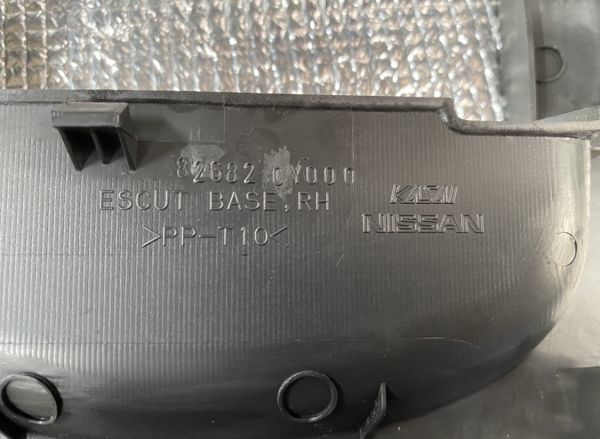 82682 CY000
ESCUT BASE,RH
>PP-T10<
KASAI
NISSAN